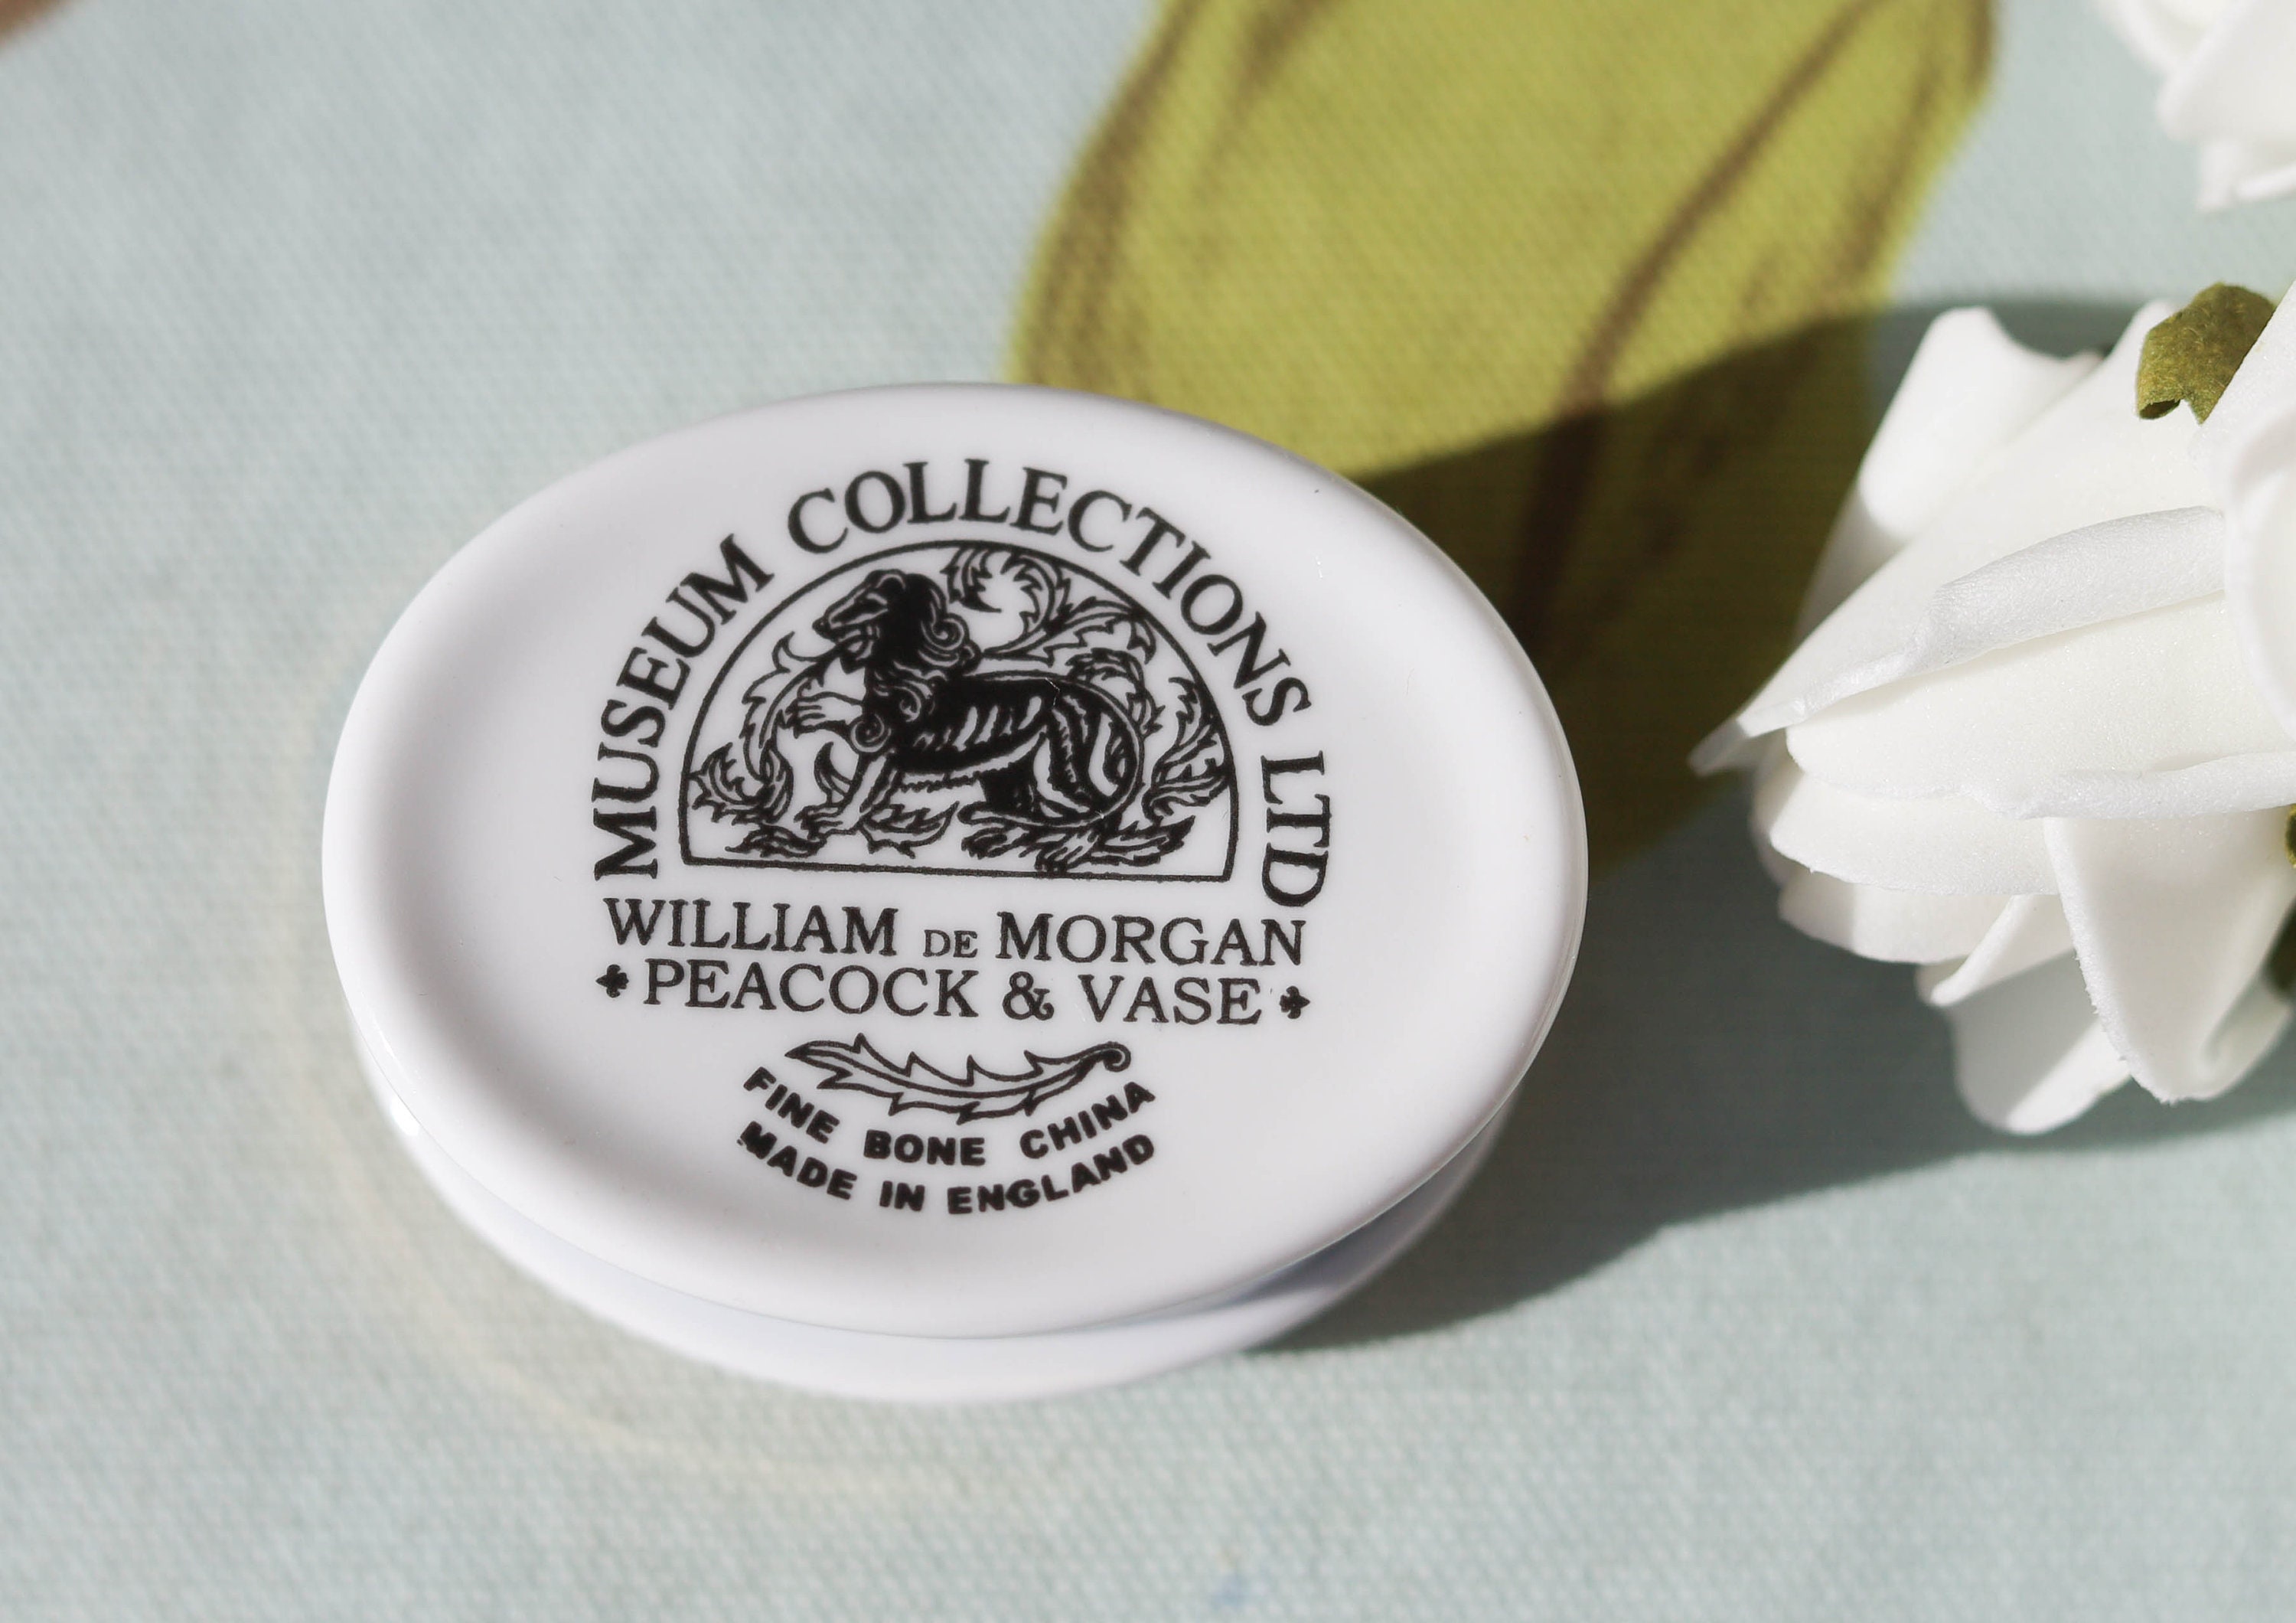 MUSEUM COLLECTIONS LTD
WILLIAM DE MORGAN
PEACOCK & VASE
FINE BONE CHINA
MADE IN ENGLAND